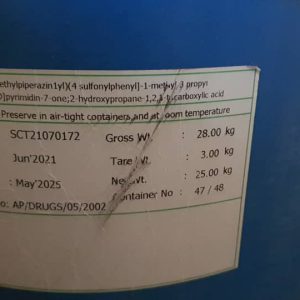 ethylpiperazin1yl)(4 sulfonylphenyl]-1-methyl-3 propyl
]pyrimidin-7-one;2-hydroxypropane-1,2,3-tricarboxylic acid
Preserve in air-tight containers and at room temperature
SCT21070172 Gross Wt. : 28.00 kg
Jun'2021 Tare Wt. : 3.00 kg
: May'2025 Net Wt. : 25.00 kg
Container No : 47 / 48
o: AP/DRUGS/05/2002